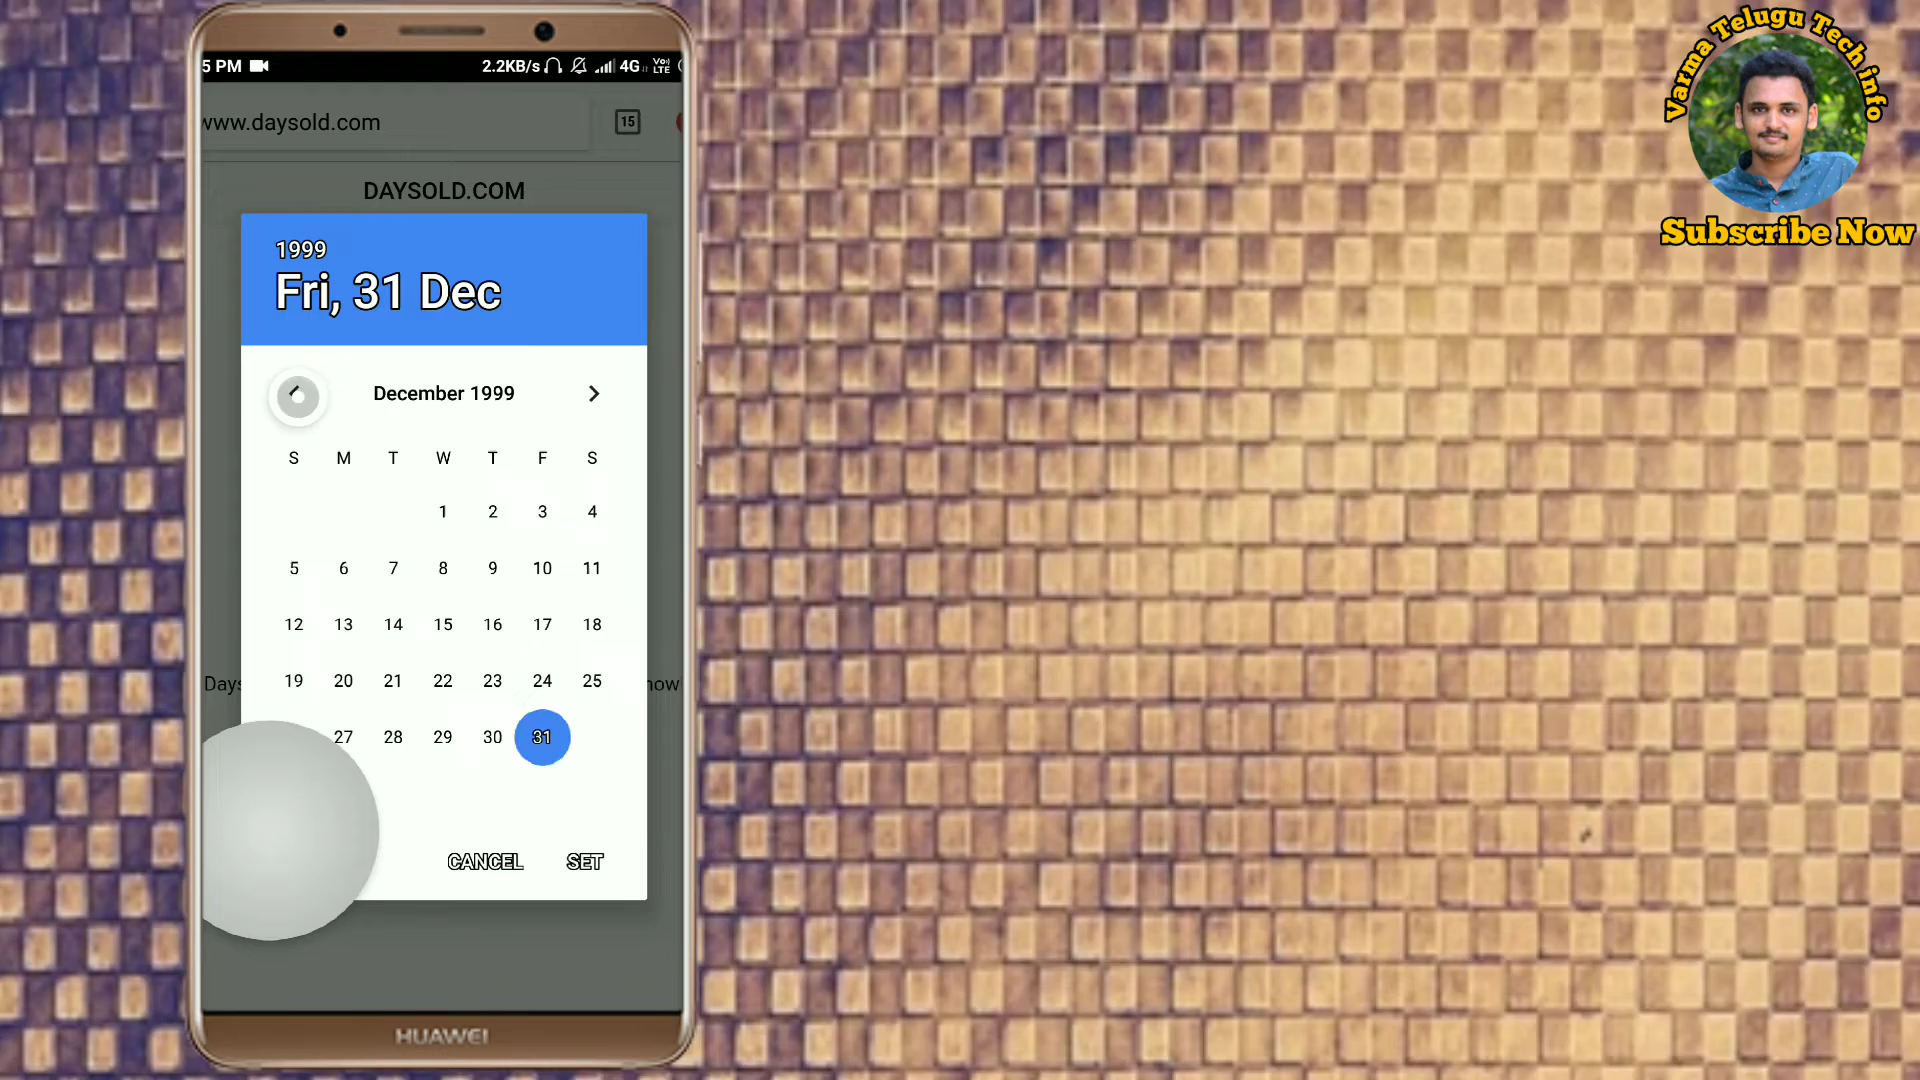 5 PM 2.2KB/s 4G Vo) LTE
www.daysold.com 15
DAYSOLD.COM
1999
Fri, 31 Dec
December 1999
S M T W T F S
1 2 3 4
5 6 7 8 9 10 11
12 13 14 15 16 17 18
19 20 21 22 23 24 25
27 28 29 30 31
Days now
CANCEL SET
HUAWEI
Varma Telugu Tech info
Subscribe Now